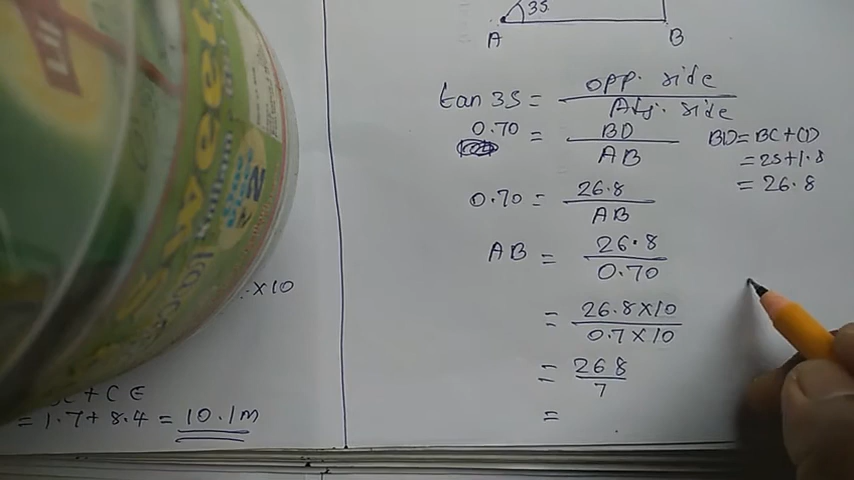 35
A
B
tan 35 = opp. side / Adj. side
0.70 = BD / AB
BD = BC + CD
= 25 + 1.8
= 26.8
0.70 = 26.8 / AB
AB = 26.8 / 0.70
= 26.8 × 10 / 0.7 × 10
= 268 / 7
=
× 10
+ C E
= 1.7 + 8.4 = 10.1m